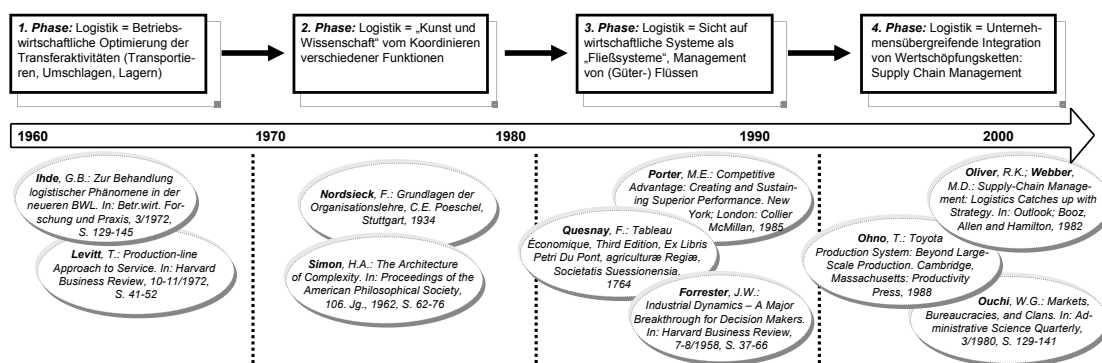 1. Phase: Logistik = Betriebs-
wirtschaftliche Optimierung der
Transferaktivitäten (Transportie-
ren, Umschlagen, Lagern)
2. Phase: Logistik = „Kunst und
Wissenschaft“ vom Koordinieren
verschiedener Funktionen
3. Phase: Logistik = Sicht auf
wirtschaftliche Systeme als
„Fließsysteme“, Management
von (Güter-) Flüssen
4. Phase: Logistik = Unterneh-
mensübergreifende Integration
von Wertschöpfungsketten:
Supply Chain Management
1960 1970 1980 1990 2000
Ihde, G.B.: Zur Behandlung
logistischer Phänomene in der
neueren BWL. In: Betr.wirt. For-
schung und Praxis, 3/1972,
S. 129-145
Levitt, T.: Production-line
Approach to Service. In: Harvard
Business Review, 10-11/1972,
S. 41-52
Nordsieck, F.: Grundlagen der
Organisationslehre, C.E. Poeschel,
Stuttgart, 1934
Simon, H.A.: The Architecture
of Complexity. In: Proceedings of the
American Philosophical Society,
106. Jg., 1962, S. 62-76
Porter, M.E.: Competitive
Advantage: Creating and Sustain-
ing Superior Performance. New
York; London: Collier
McMillan, 1985
Quesnay, F.: Tableau
Économique, Third Edition, Ex Libris
Petri Du Pont, agriculturæ Regiæ,
Societatis Suessionensia.
1764
Forrester, J.W.:
Industrial Dynamics – A Major
Breakthrough for Decision Makers.
In: Harvard Business Review,
7-8/1958, S. 37-66
Oliver, R.K.; Webber,
M.D.: Supply-Chain Manage-
ment: Logistics Catches up with
Strategy. In: Outlook; Booz,
Allen and Hamilton, 1982
Ohno, T.: Toyota
Production System: Beyond Large-
Scale Production. Cambridge,
Massachusetts: Productivity
Press, 1988
Ouchi, W.G.: Markets,
Bureaucracies, and Clans. In: Ad-
ministrative Science Quarterly,
3/1980, S. 129-141